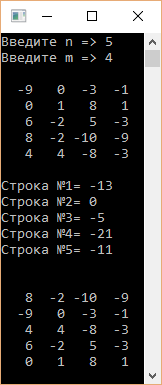 Введите n => 5
Введите m => 4
-9 0 -3 -1
0 1 8 1
6 -2 5 -3
8 -2 -10 -9
4 4 -8 -3
Строка №1= -13
Строка №2= 0
Строка №3= -5
Строка №4= -21
Строка №5= -11
8 -2 -10 -9
-9 0 -3 -1
4 4 -8 -3
6 -2 5 -3
0 1 8 1